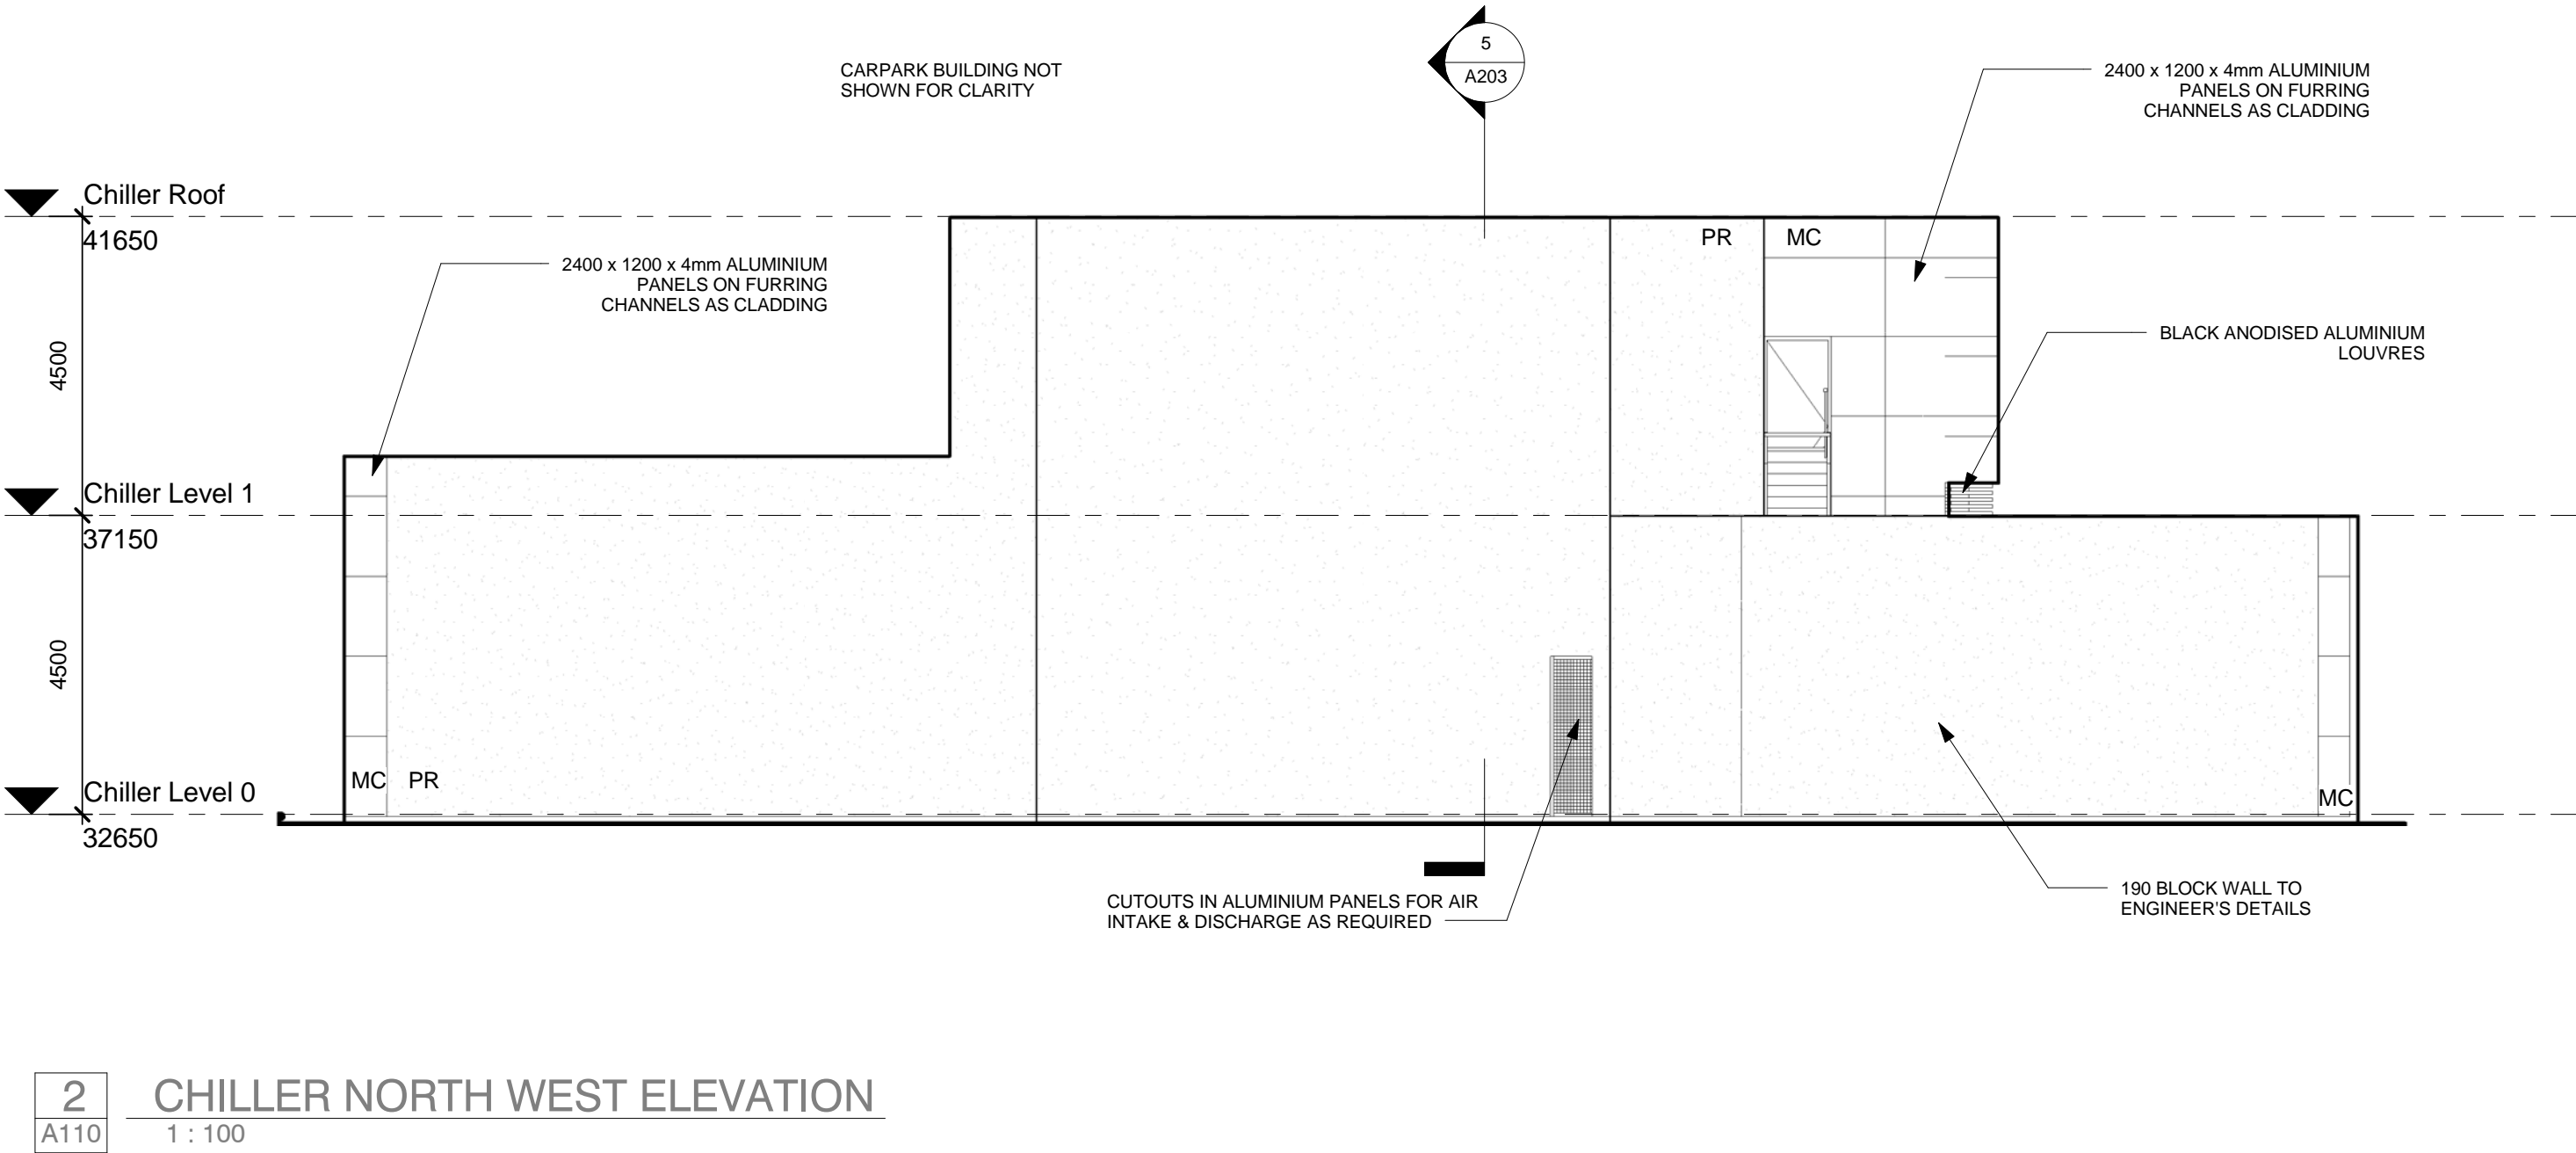 CARPARK BUILDING NOT
SHOWN FOR CLARITY
5
A203
2400 x 1200 x 4mm ALUMINIUM
PANELS ON FURRING
CHANNELS AS CLADDING
Chiller Roof
41650
2400 x 1200 x 4mm ALUMINIUM
PANELS ON FURRING
CHANNELS AS CLADDING
PR
MC
BLACK ANODISED ALUMINIUM
LOUVRES
4500
Chiller Level 1
37150
4500
MC
PR
Chiller Level 0
32650
MC
CUTOUTS IN ALUMINIUM PANELS FOR AIR
INTAKE & DISCHARGE AS REQUIRED
190 BLOCK WALL TO
ENGINEER'S DETAILS
2
A110
CHILLER NORTH WEST ELEVATION
1 : 100